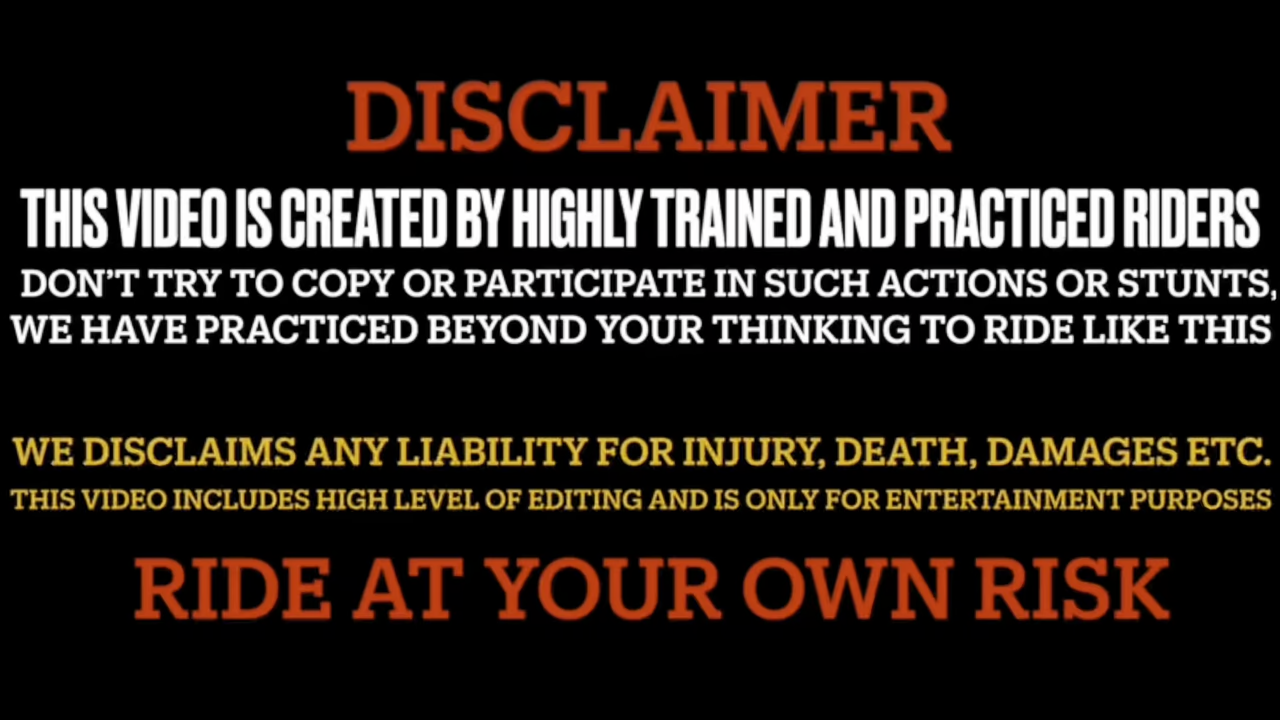 DISCLAIMER
THIS VIDEO IS CREATED BY HIGHLY TRAINED AND PRACTICED RIDERS
DON'T TRY TO COPY OR PARTICIPATE IN SUCH ACTIONS OR STUNTS,
WE HAVE PRACTICED BEYOND YOUR THINKING TO RIDE LIKE THIS
WE DISCLAIMS ANY LIABILITY FOR INJURY, DEATH, DAMAGES ETC.
THIS VIDEO INCLUDES HIGH LEVEL OF EDITING AND IS ONLY FOR ENTERTAINMENT PURPOSES
RIDE AT YOUR OWN RISK